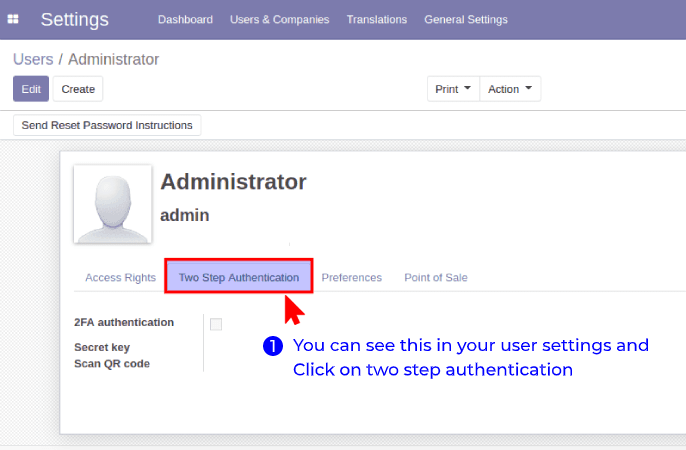 Settings Dashboard Users & Companies Translations General Settings
Users / Administrator
Edit Create Print Action
Send Reset Password Instructions
Administrator
admin
Access Rights Two Step Authentication Preferences Point of Sale
2FA authentication
Secret key
Scan QR code
1 You can see this in your user settings and
Click on two step authentication